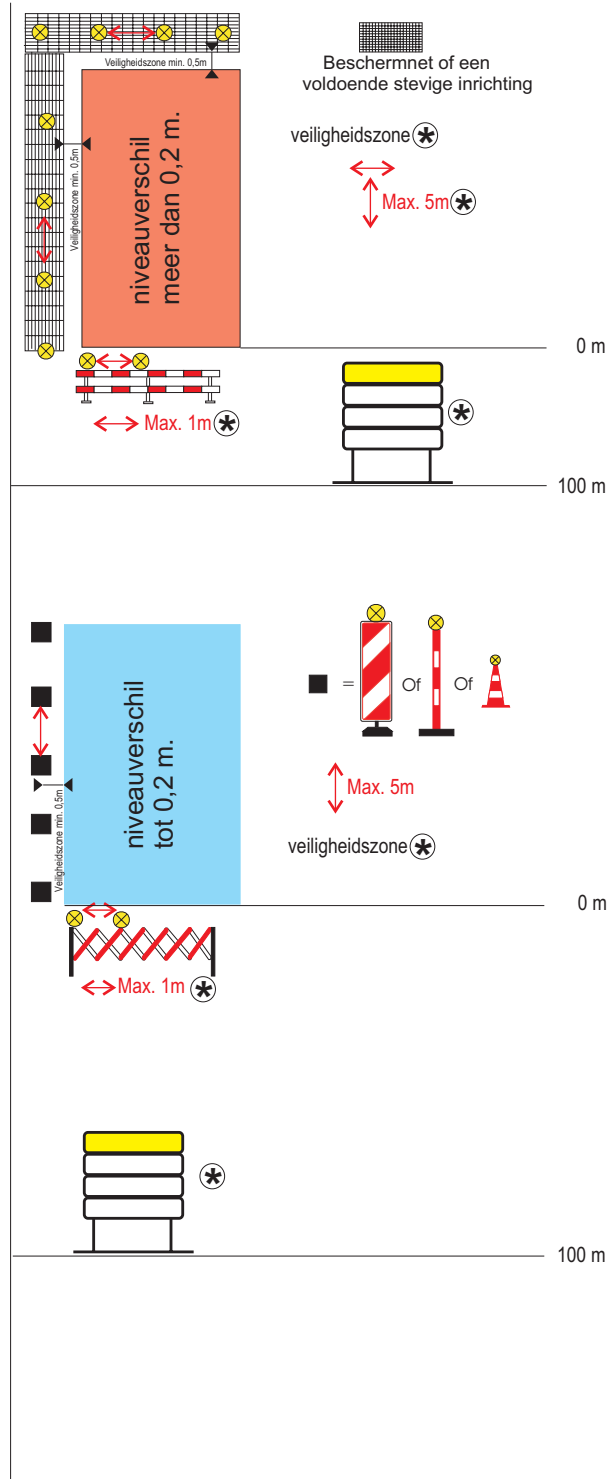 Veiligheidszone min. 0,5m
Beschermnet of een
voldoende stevige inrichting
veiligheidszone *
Veiligheidszone min. 0,5m
niveauverschil
meer dan 0,2 m.
Max. 5m *
0 m
Max. 1m *
*
100 m
= Of Of
niveauverschil
tot 0,2 m.
Max. 5m
Veiligheidszone min. 0,5m
veiligheidszone *
0 m
Max. 1m *
*
100 m